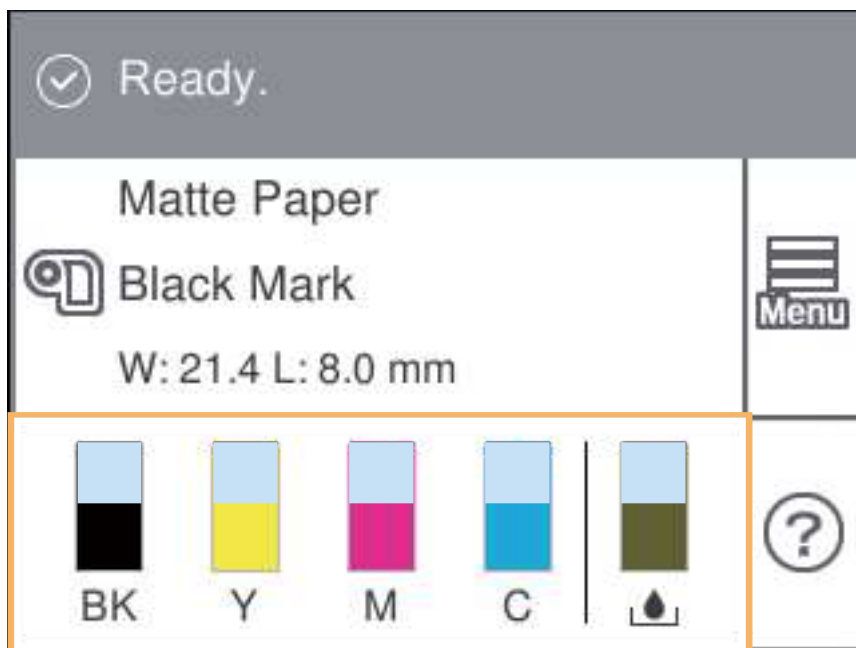 Ready.
Matte Paper
Black Mark
W: 21.4 L: 8.0 mm
Menu
BK Y M C
?